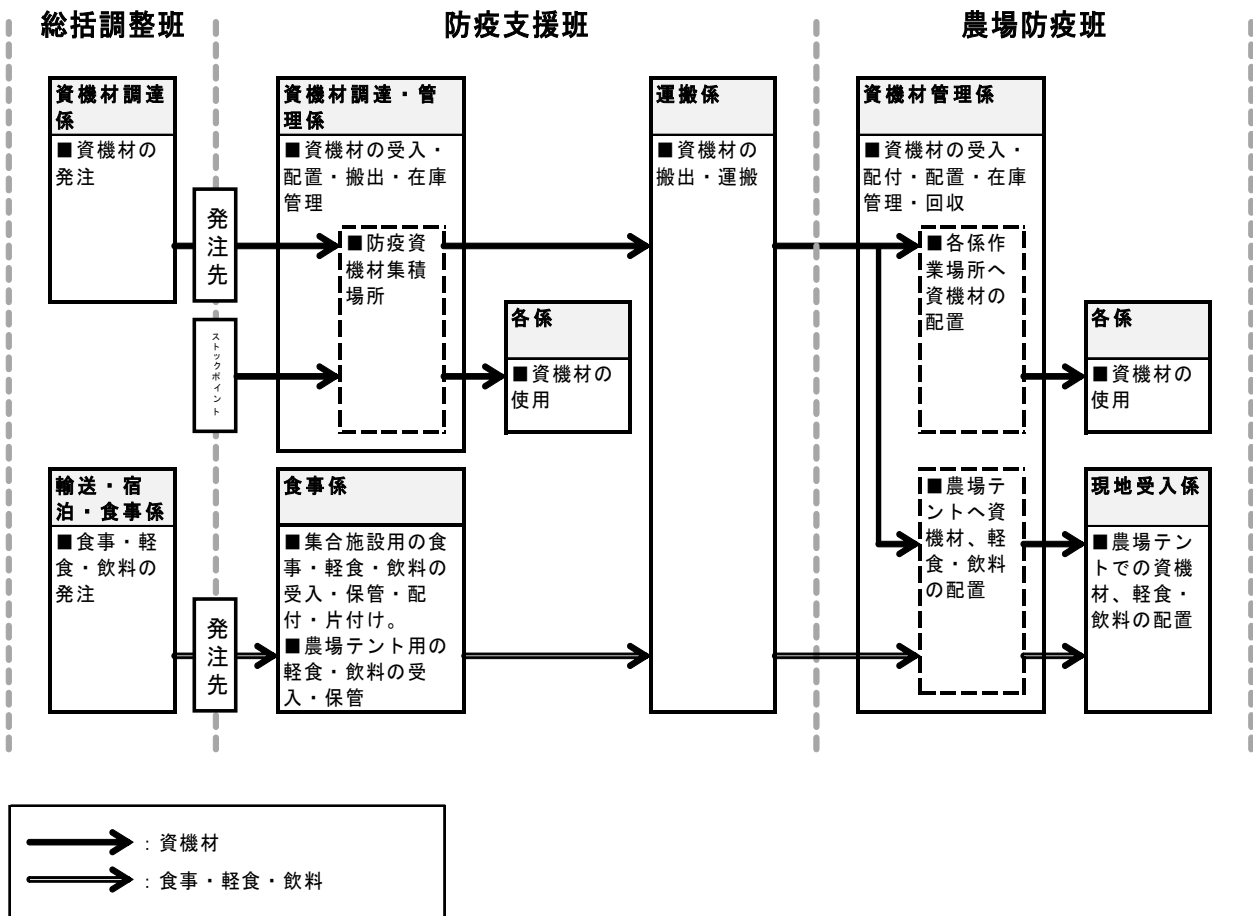 総括調整班
防疫支援班
農場防疫班
資機材調達
係
■資機材の
発注
発注先
ストックポイント
資機材調達・管
理係
■資機材の受入・
配置・搬出・在庫
管理
■防疫資
機材集積
場所
各係
■資機材の
使用
運搬係
■資機材の
搬出・運搬
資機材管理係
■資機材の受入・
配付・配置・在庫
管理・回収
■各係作
業場所へ
資機材の
配置
各係
■資機材の
使用
輸送・宿
泊・食事係
■食事・軽
食・飲料の
発注
発注先
食事係
■集合施設用の食
事・軽食・飲料の
受入・保管・配
付・片付け。
■農場テント用の
軽食・飲料の受
入・保管
■農場テ
ントへ資
機材、軽
食・飲料
の配置
現地受入係
■農場テン
トでの資機
材、軽食・
飲料の配置
：資機材
：食事・軽食・飲料